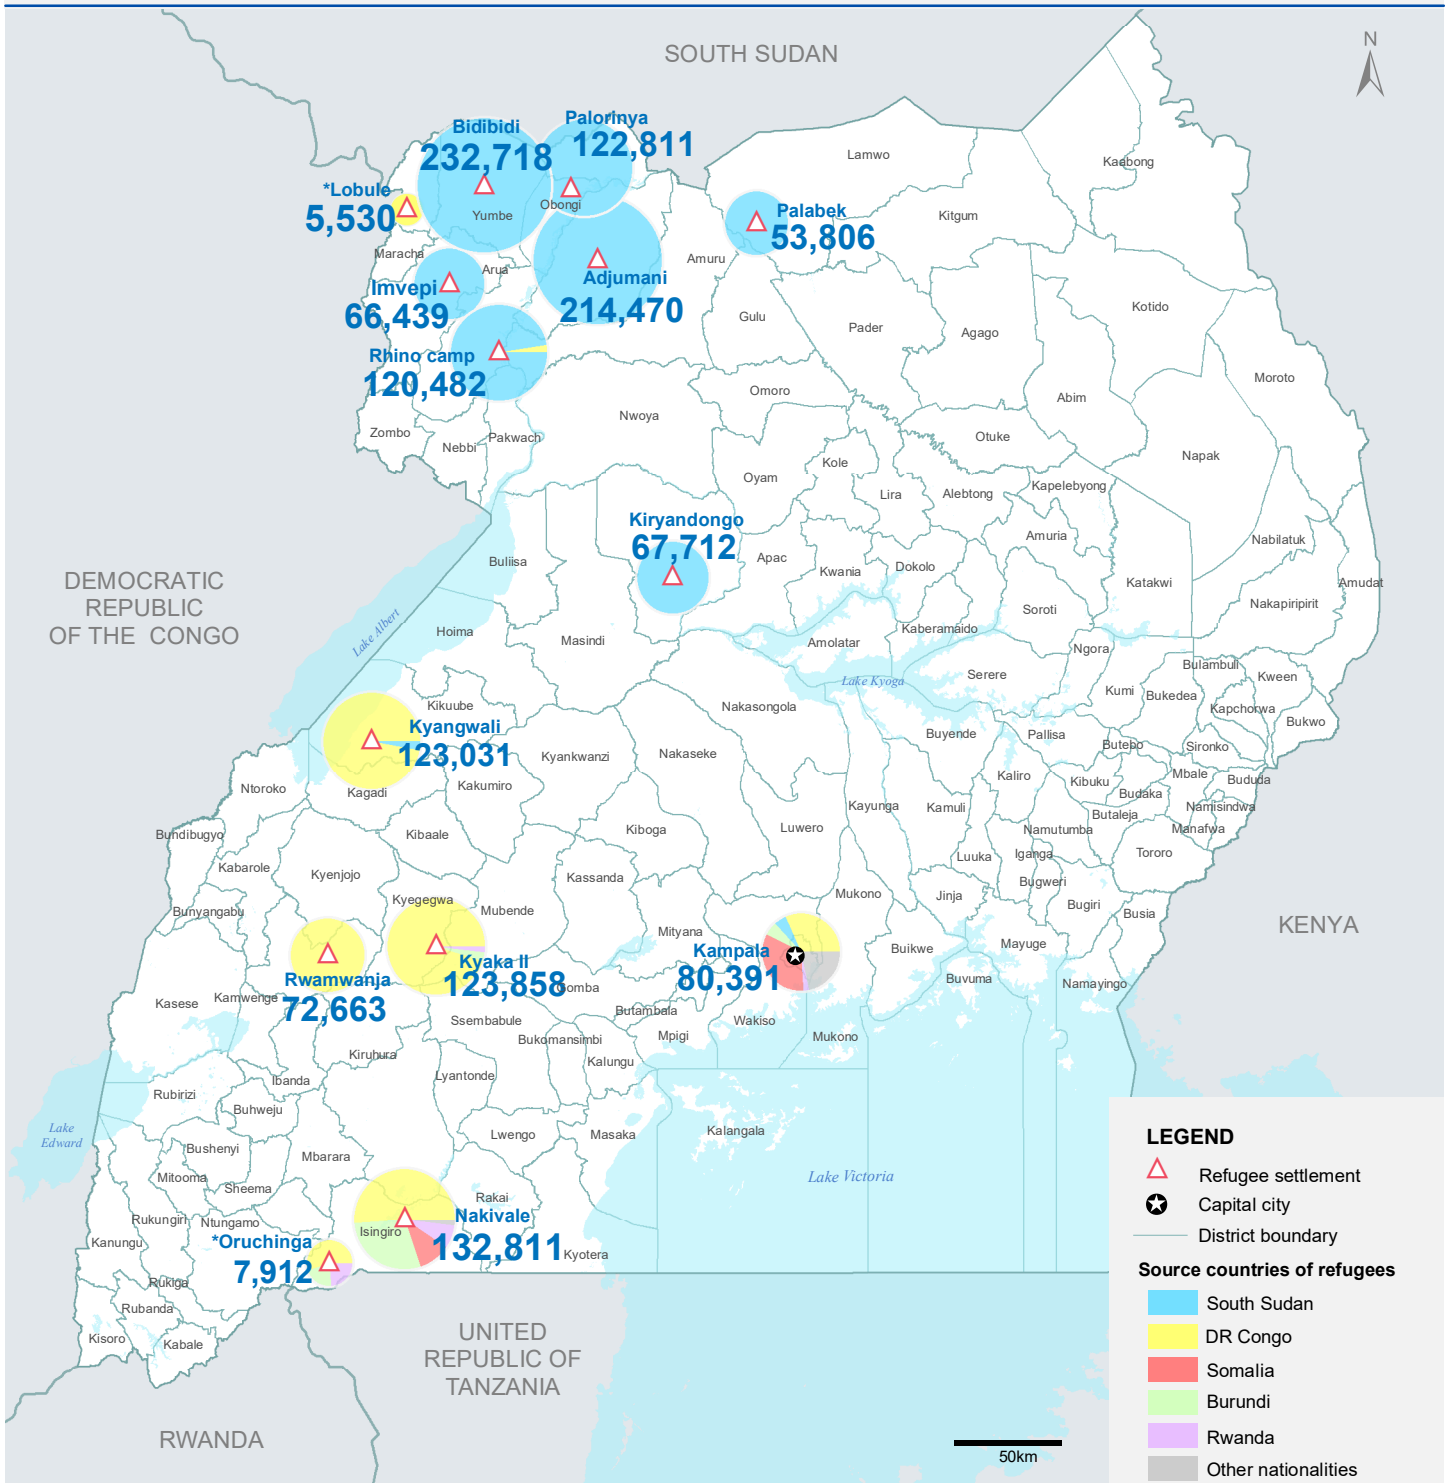 SOUTH SUDAN
N
Bidibidi
232,718
Palorinya
122,811
Lamwo
Kaabong
*Lobule
5,530
Yumbe
Obongi
Palabek
53,806
Kitgum
Maracha
Arua
Amuru
Imvepi
66,439
Adjumani
214,470
Gulu
Pader
Agago
Kotido
Rhino camp
120,482
Omoro
Abim
Moroto
Nwoya
Zombo
Nebbi
Pakwach
Otuke
Napak
Kole
Oyam
Lira
Alebtong
Kapelebyong
Kiryandongo
67,712
Amuria
Nabilatuk
Buliisa
Apac
Kwania
Dokolo
Katakwi
Amudat
DEMOCRATIC
REPUBLIC
OF THE CONGO
Nakapiripirit
Soroti
Lake Albert
Hoima
Masindi
Amolatar
Kaberamaido
Ngora
Bulambuli
Kween
Lake Kyoga
Serere
Kumi
Bukedea
Kapchorwa
Bukwo
Kikuube
Nakasongola
Kyangwali
123,031
Buyende
Pallisa
Butebo
Sironko
Kyankwanzi
Nakaseke
Kaliro
Kibuku
Mbale
Bududa
Ntoroko
Kagadi
Kakumiro
Budaka
Kayunga
Kamuli
Butaleja
Namisindwa
Bundibugyo
Kibaale
Kiboga
Luwero
Namutumba
Manafwa
Kabarole
Kyenjojo
Kassanda
Luuka
Iganga
Tororo
Bugweri
Kyegegwa
Mubende
Mukono
Jinja
Bugiri
Busia
Bunyangabu
Mityana
KENYA
Kampala
80,391
Buikwe
Mayuge
Kyaka II
123,858
Rwamwanja
72,663
Gomba
Buvuma
Namayingo
Kasese
Kamwenge
Butambala
Ssembabule
Wakiso
Bukomansimbi
Mpigi
Mukono
Kiruhura
Kalungu
Lyantonde
Ibanda
Rubirizi
Buhweju
Lake
Edward
Lwengo
Masaka
Kalangala
Bushenyi
Mbarara
Mitooma
Sheema
Lake Victoria
Rakai
Rukungiri
Ntungamo
Isingiro
Nakivale
132,811
Kanungu
*Oruchinga
7,912
Kyotera
Rukiga
Rubanda
Kisoro
Kabale
UNITED
REPUBLIC OF
TANZANIA
RWANDA
50km
LEGEND
Refugee settlement
Capital city
District boundary
Source countries of refugees
South Sudan
DR Congo
Somalia
Burundi
Rwanda
Other nationalities